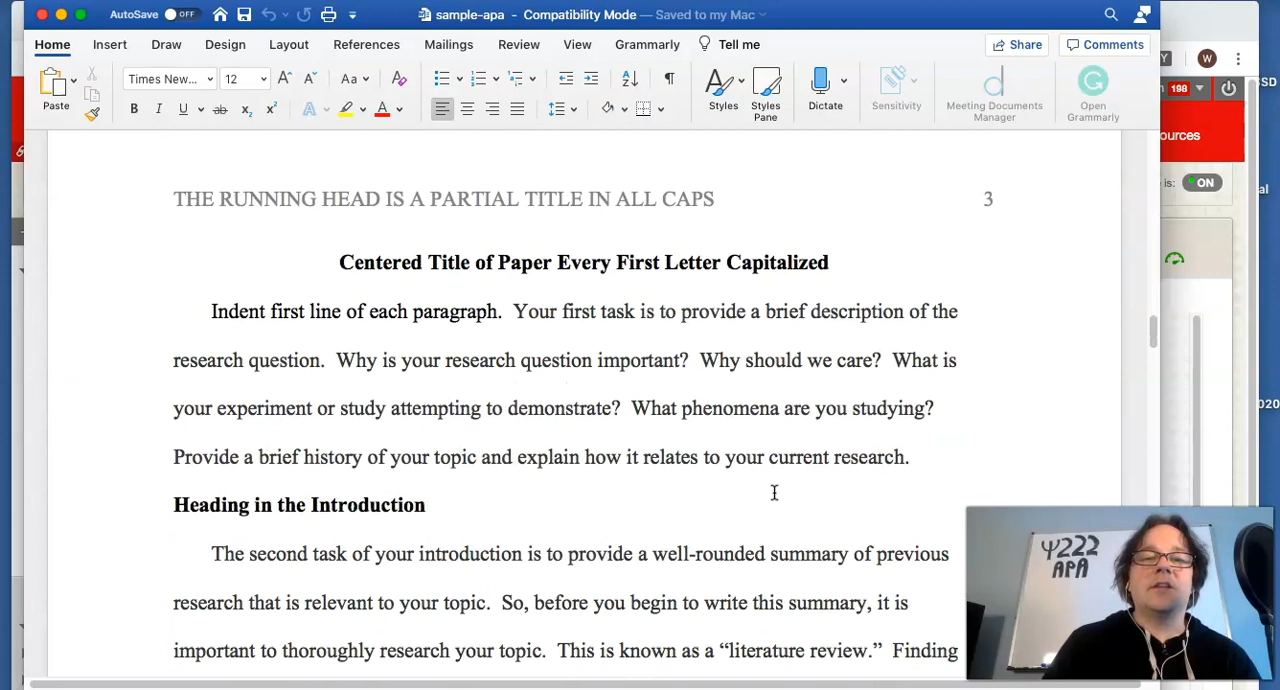 AutoSave OFF sample-apa - Compatibility Mode — Saved to my Mac
Home Insert Draw Design Layout References Mailings Review View Grammarly Tell me Share Comments
W
Paste Times New... 12 Aa Styles Styles Pane Dictate Sensitivity Meeting Documents Manager Open Grammarly
198
ources
is: ON
THE RUNNING HEAD IS A PARTIAL TITLE IN ALL CAPS 3
Centered Title of Paper Every First Letter Capitalized
Indent first line of each paragraph. Your first task is to provide a brief description of the
research question. Why is your research question important? Why should we care? What is
your experiment or study attempting to demonstrate? What phenomena are you studying?
Provide a brief history of your topic and explain how it relates to your current research.
Heading in the Introduction
The second task of your introduction is to provide a well-rounded summary of previous
research that is relevant to your topic. So, before you begin to write this summary, it is
important to thoroughly research your topic. This is known as a “literature review.” Finding
Ψ222
APA